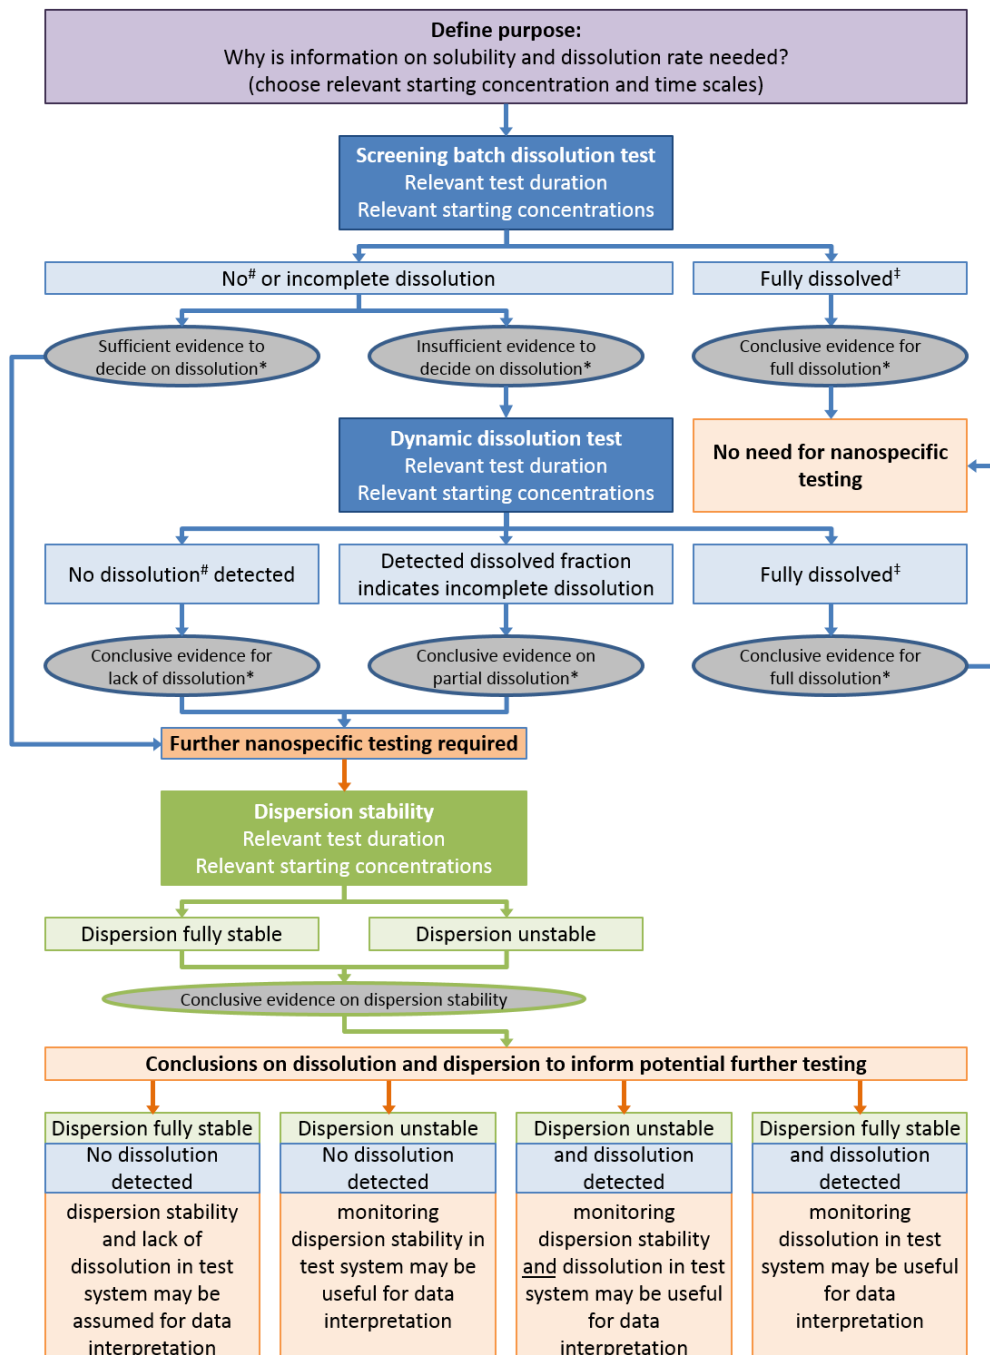 Define purpose:
Why is information on solubility and dissolution rate needed?
(choose relevant starting concentration and time scales)
Screening batch dissolution test
Relevant test duration
Relevant starting concentrations
No# or incomplete dissolution
Fully dissolved‡
Sufficient evidence to
decide on dissolution*
Insufficient evidence to
decide on dissolution*
Conclusive evidence for
full dissolution*
Dynamic dissolution test
Relevant test duration
Relevant starting concentrations
No need for nanospecific
testing
No dissolution# detected
Detected dissolved fraction
indicates incomplete dissolution
Fully dissolved‡
Conclusive evidence for
lack of dissolution*
Conclusive evidence on
partial dissolution*
Conclusive evidence for
full dissolution*
Further nanospecific testing required
Dispersion stability
Relevant test duration
Relevant starting concentrations
Dispersion fully stable
Dispersion unstable
Conclusive evidence on dispersion stability
Conclusions on dissolution and dispersion to inform potential further testing
Dispersion fully stable
No dissolution
detected
dispersion stability
and lack of
dissolution in test
system may be
assumed for data
interpretation
Dispersion unstable
No dissolution
detected
monitoring
dispersion stability in
test system may be
useful for data
interpretation
Dispersion unstable
and dissolution
detected
monitoring
dispersion stability
and dissolution in test
system may be useful
for data
interpretation
Dispersion fully stable
and dissolution
detected
monitoring
dissolution in test
system may be useful
for data
interpretation